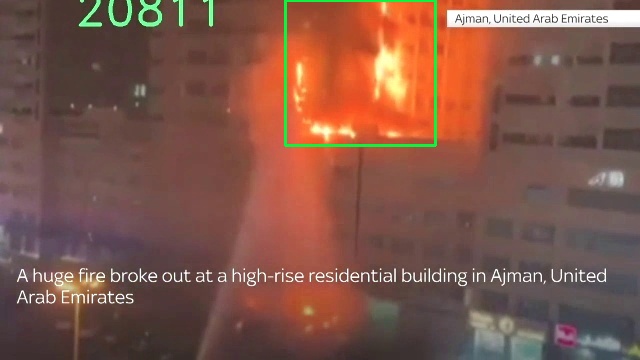 20811
Ajman, United Arab Emirates
A huge fire broke out at a high-rise residential building in Ajman, United
Arab Emirates